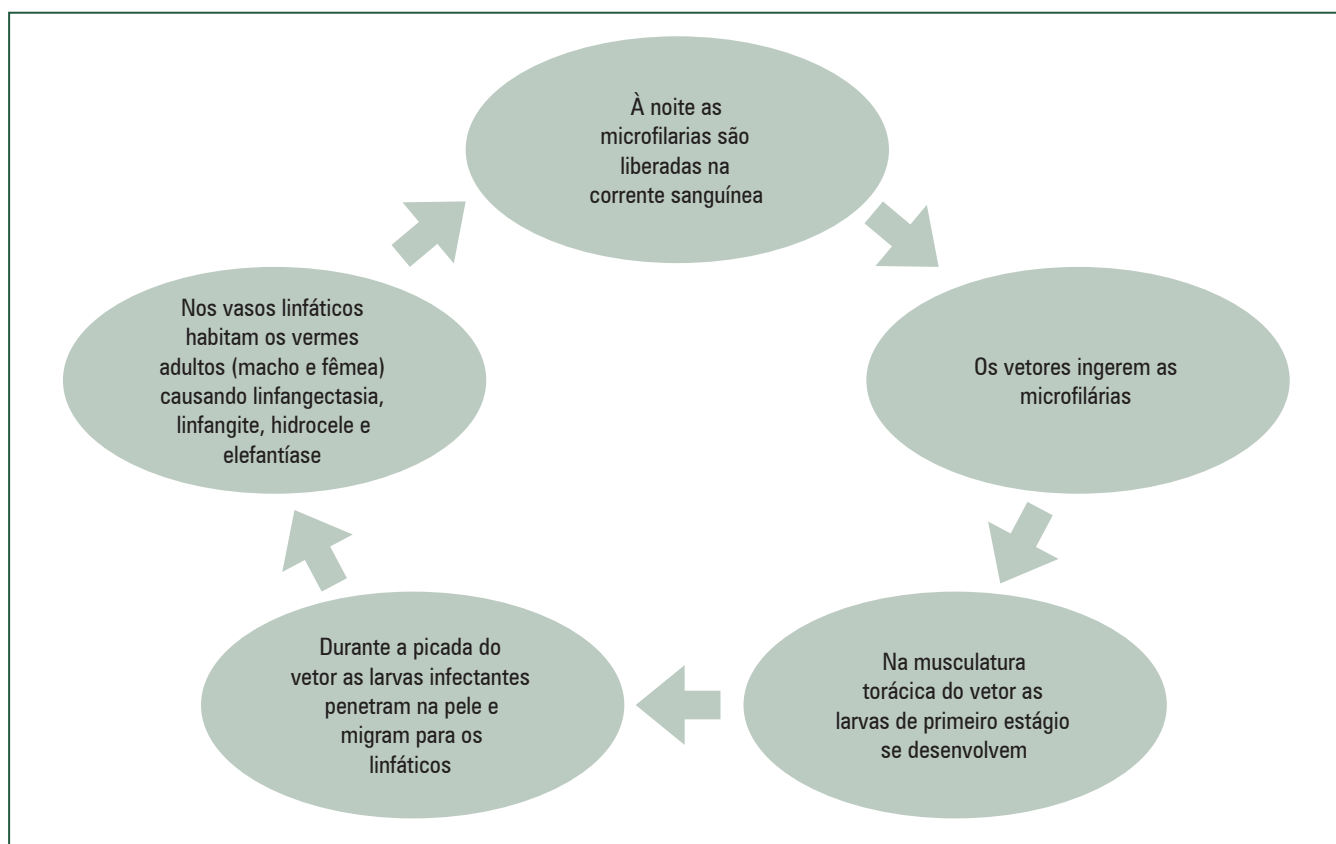 À noite as
microfilarias são
liberadas na
corrente sanguínea
Os vetores ingerem as
microfilárias
Na musculatura
torácica do vetor as
larvas de primeiro estágio
se desenvolvem
Durante a picada do
vetor as larvas infectantes
penetram na pele e
migram para os
linfáticos
Nos vasos linfáticos
habitam os vermes
adultos (macho e fêmea)
causando linfangectasia,
linfangite, hidrocele e
elefantíase